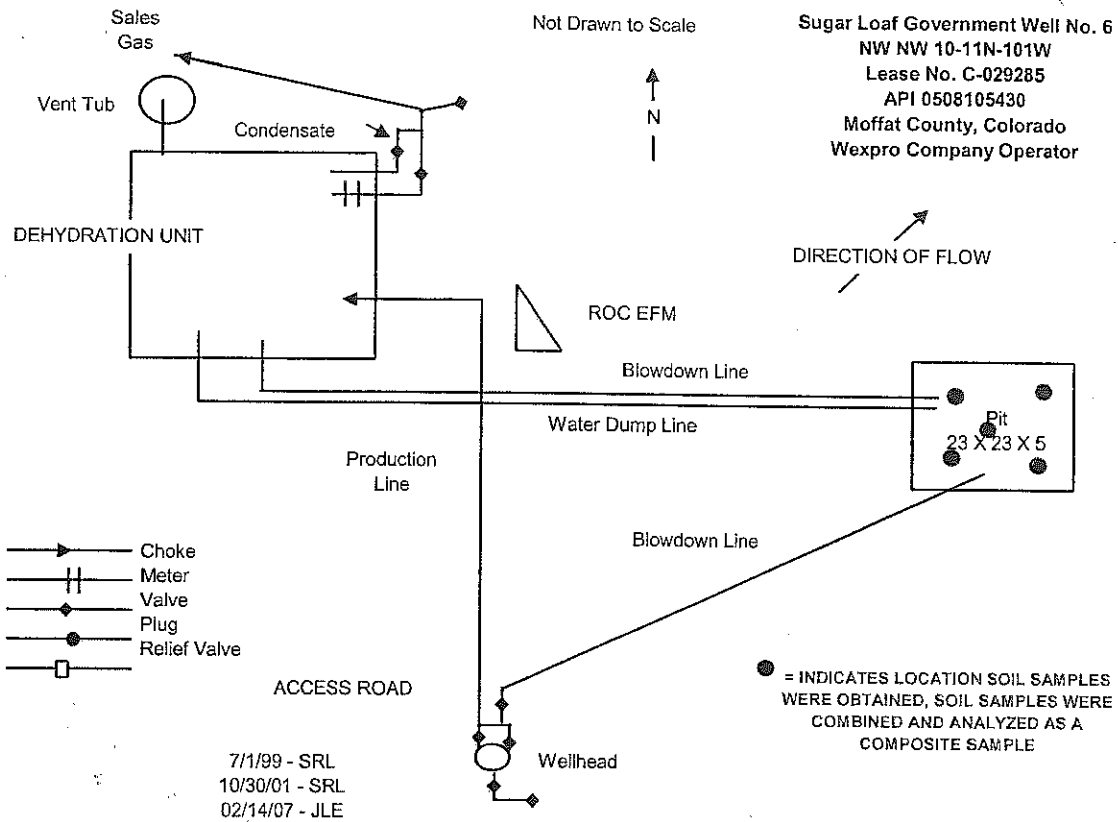 Sales
Gas
Not Drawn to Scale
Sugar Loaf Government Well No. 6
NW NW 10-11N-101W
Lease No. C-029285
API 0508105430
Moffat County, Colorado
Wexpro Company Operator
Vent Tub
Condensate
N
DEHYDRATION UNIT
DIRECTION OF FLOW
ROC EFM
Blowdown Line
Water Dump Line
Pit
23 X 23 X 5
Production
Line
Blowdown Line
Choke
Meter
Valve
Plug
Relief Valve
ACCESS ROAD
= INDICATES LOCATION SOIL SAMPLES
WERE OBTAINED, SOIL SAMPLES WERE
COMBINED AND ANALYZED AS A
COMPOSITE SAMPLE
Wellhead
7/1/99 - SRL
10/30/01 - SRL
02/14/07 - JLE